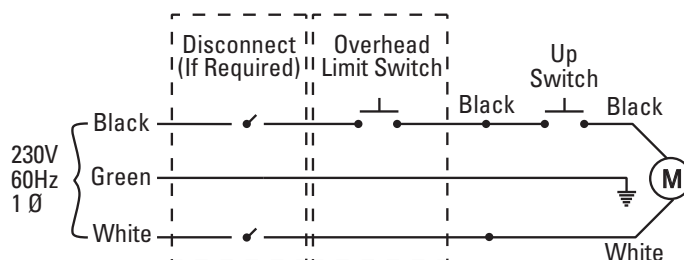 Disconnect
(If Required)
Overhead
Limit Switch
Up
Switch
Black
Black
Black
230V
60Hz
1 Ø
Green
M
White
White